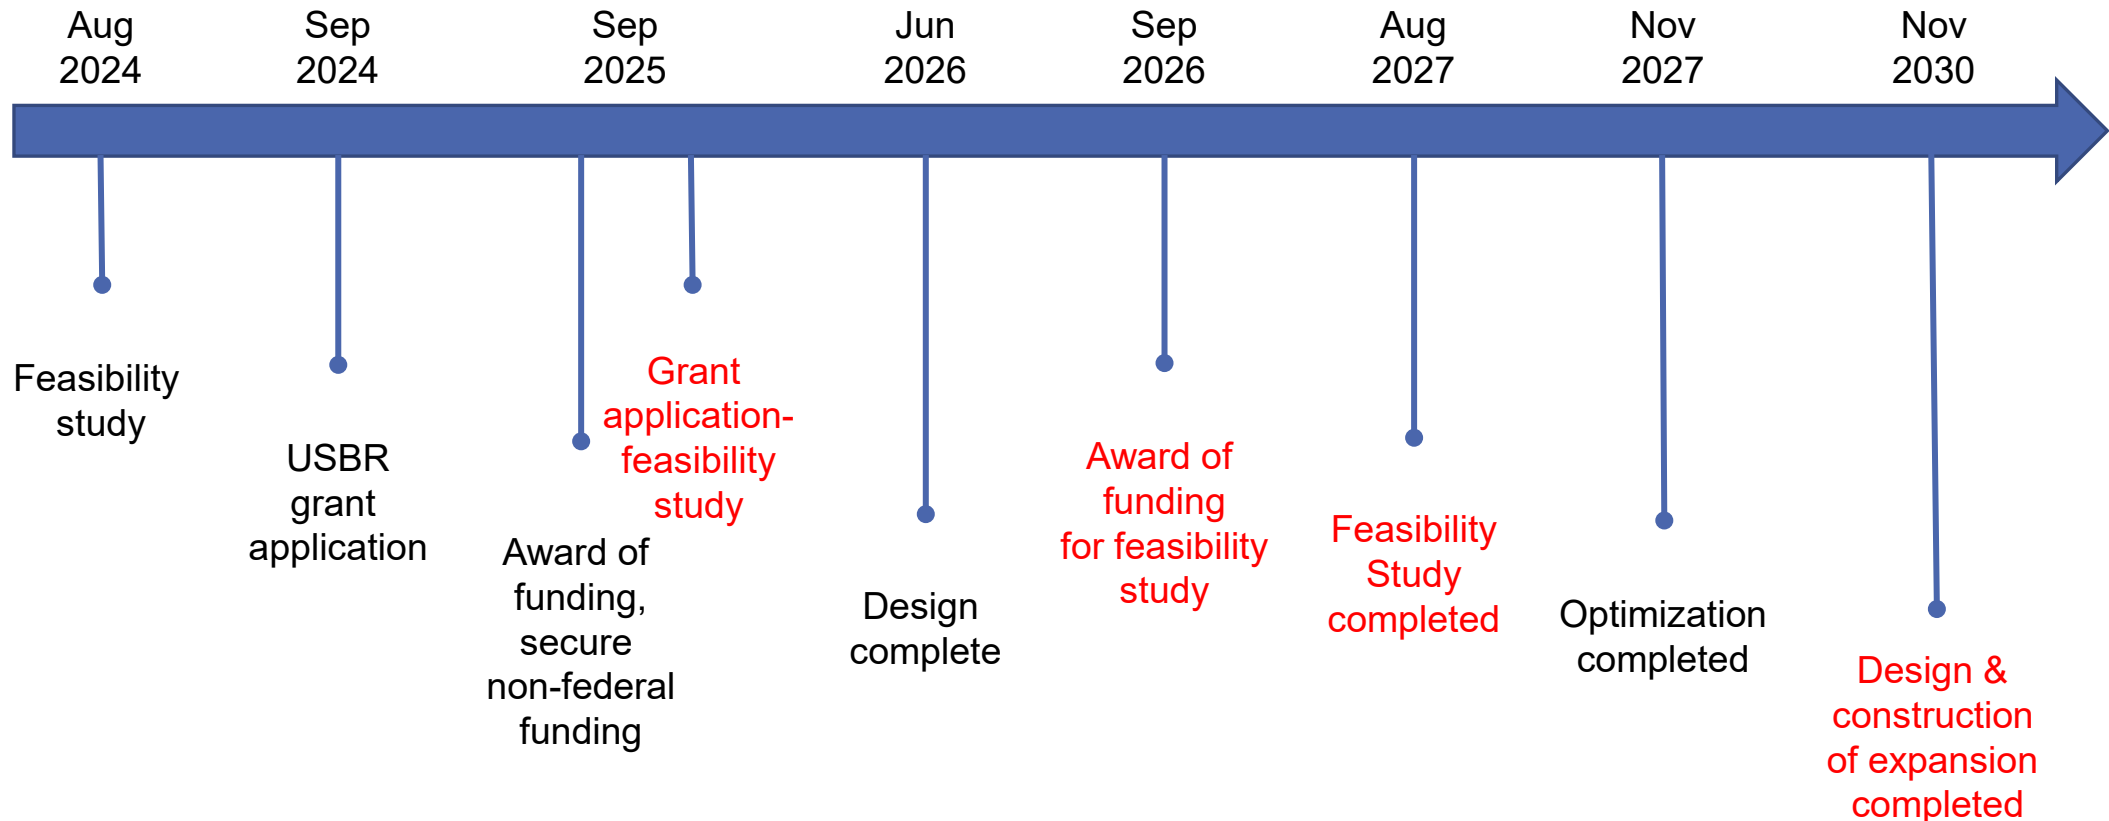 Aug
2024
Sep
2024
Sep
2025
Jun
2026
Sep
2026
Aug
2027
Nov
2027
Nov
2030
Feasibility
study
USBR
grant
application
Award of
funding,
secure
non-federal
funding
Grant
application-
feasibility
study
Design
complete
Award of
funding
for feasibility
study
Feasibility
Study
completed
Optimization
completed
Design &
construction
of expansion
completed